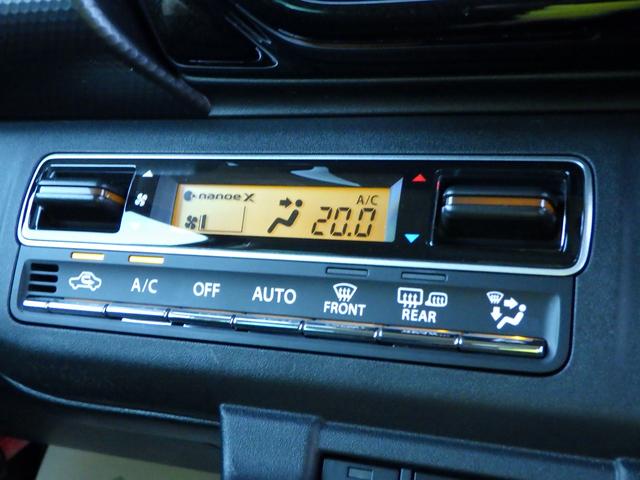 nanoe X
A/C
20.0
A/C OFF AUTO FRONT REAR